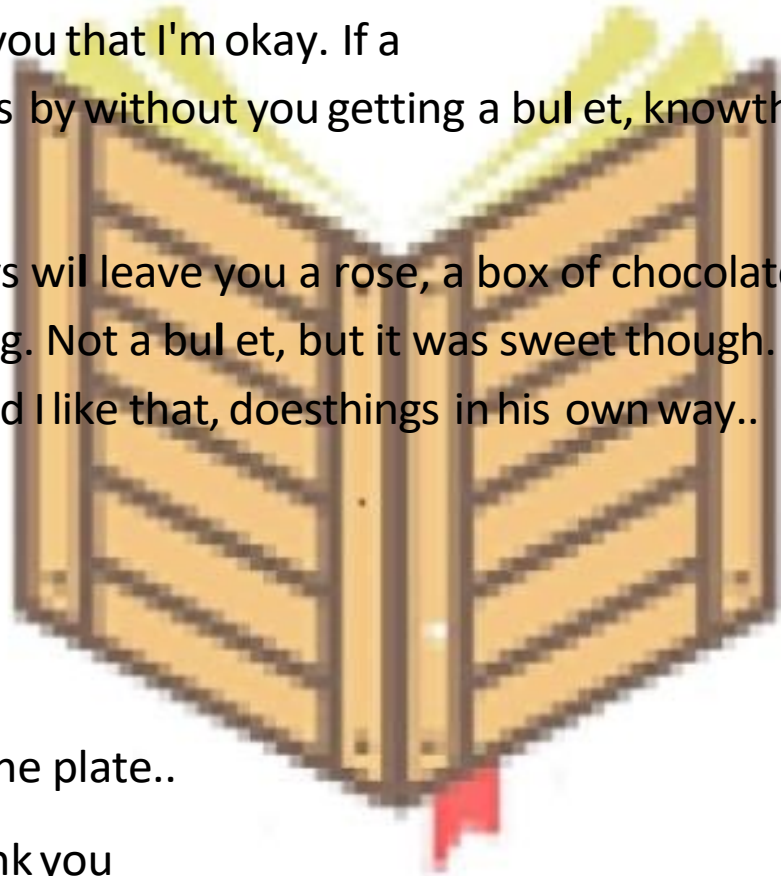 you that I'm okay. If a
s by without you getting a bul et, knowth
s wil leave you a rose, a box of chocolate
g. Not a bul et, but it was sweet though.
d I like that, doesthings in his own way..
ne plate..
nk you